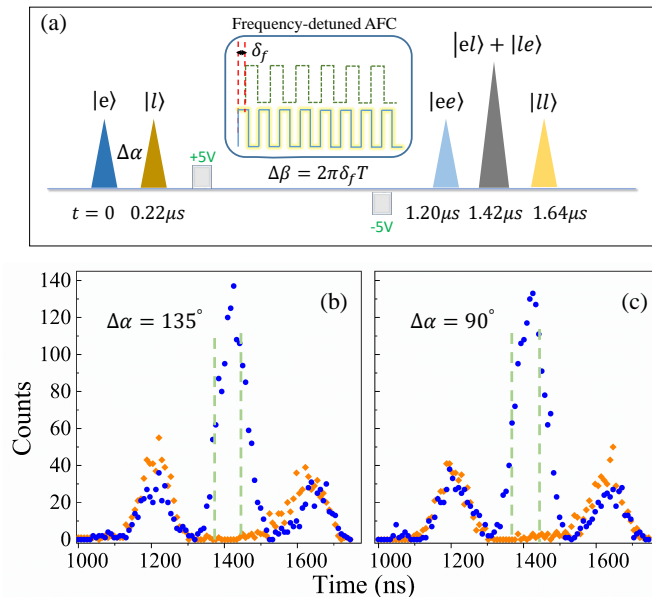 (a)
Frequency-detuned AFC
δ_f
|e⟩
|l⟩
Δα
+5V
Δβ = 2πδ_f T
|el⟩ + |le⟩
|ee⟩
|ll⟩
t = 0
0.22μs
-5V
1.20μs
1.42μs
1.64μs
Counts
140
120
100
80
60
40
20
0
(b)
Δα = 135°
(c)
Δα = 90°
1000
1200
1400
1600
1000
1200
1400
1600
Time (ns)